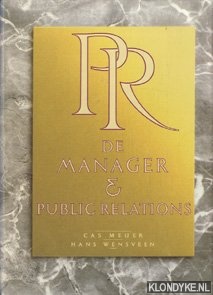 PR
DE
MANAGER
&
PUBLIC RELATIONS
CAS MEIJER
HANS WENSVEEN
KLONDYKE.NL